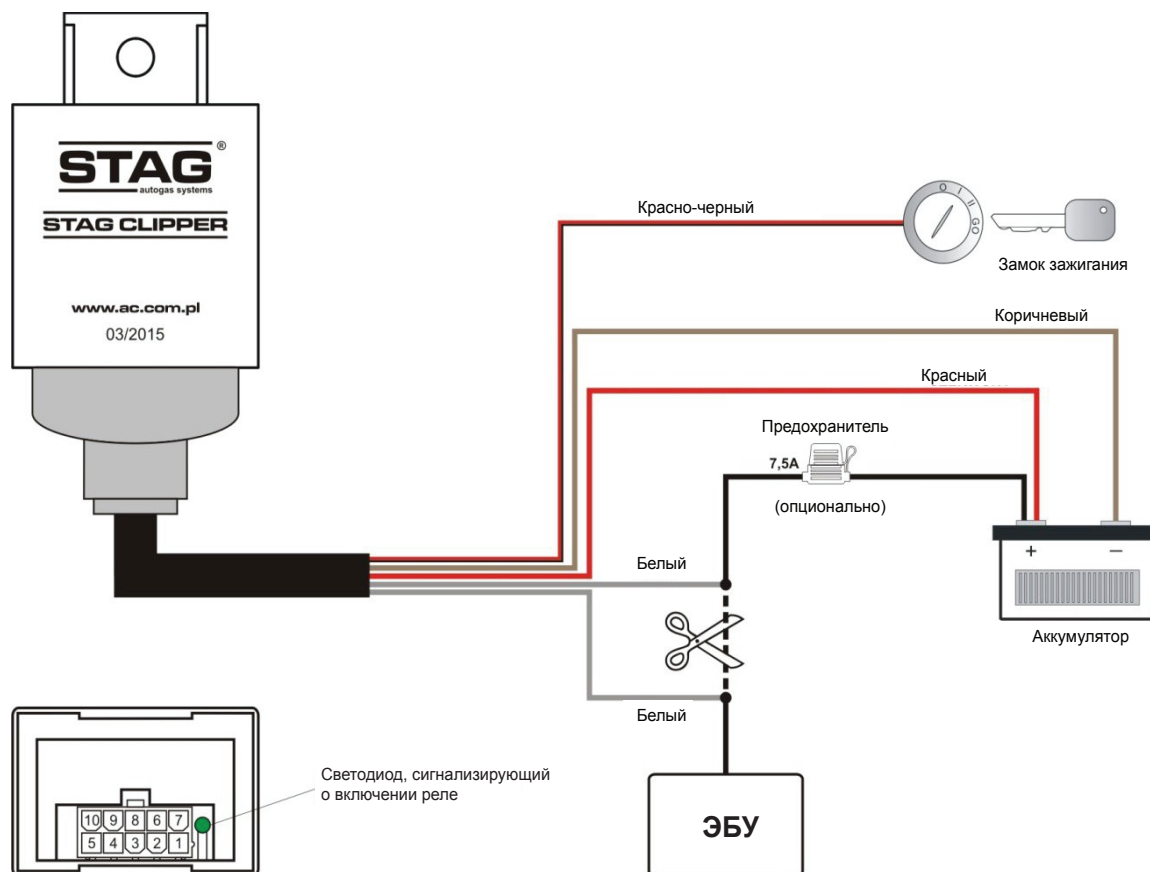 STAG®
autogas systems
STAG CLIPPER
www.ac.com.pl
03/2015
Красно-черный
O I II GO
Замок зажигания
Коричневый
Красный
Предохранитель
7,5A
(опционально)
+ −
Аккумулятор
Белый
Белый
ЭБУ
Светодиод, сигнализирующий
о включении реле
10 9 8 6 7
5 4 3 2 1